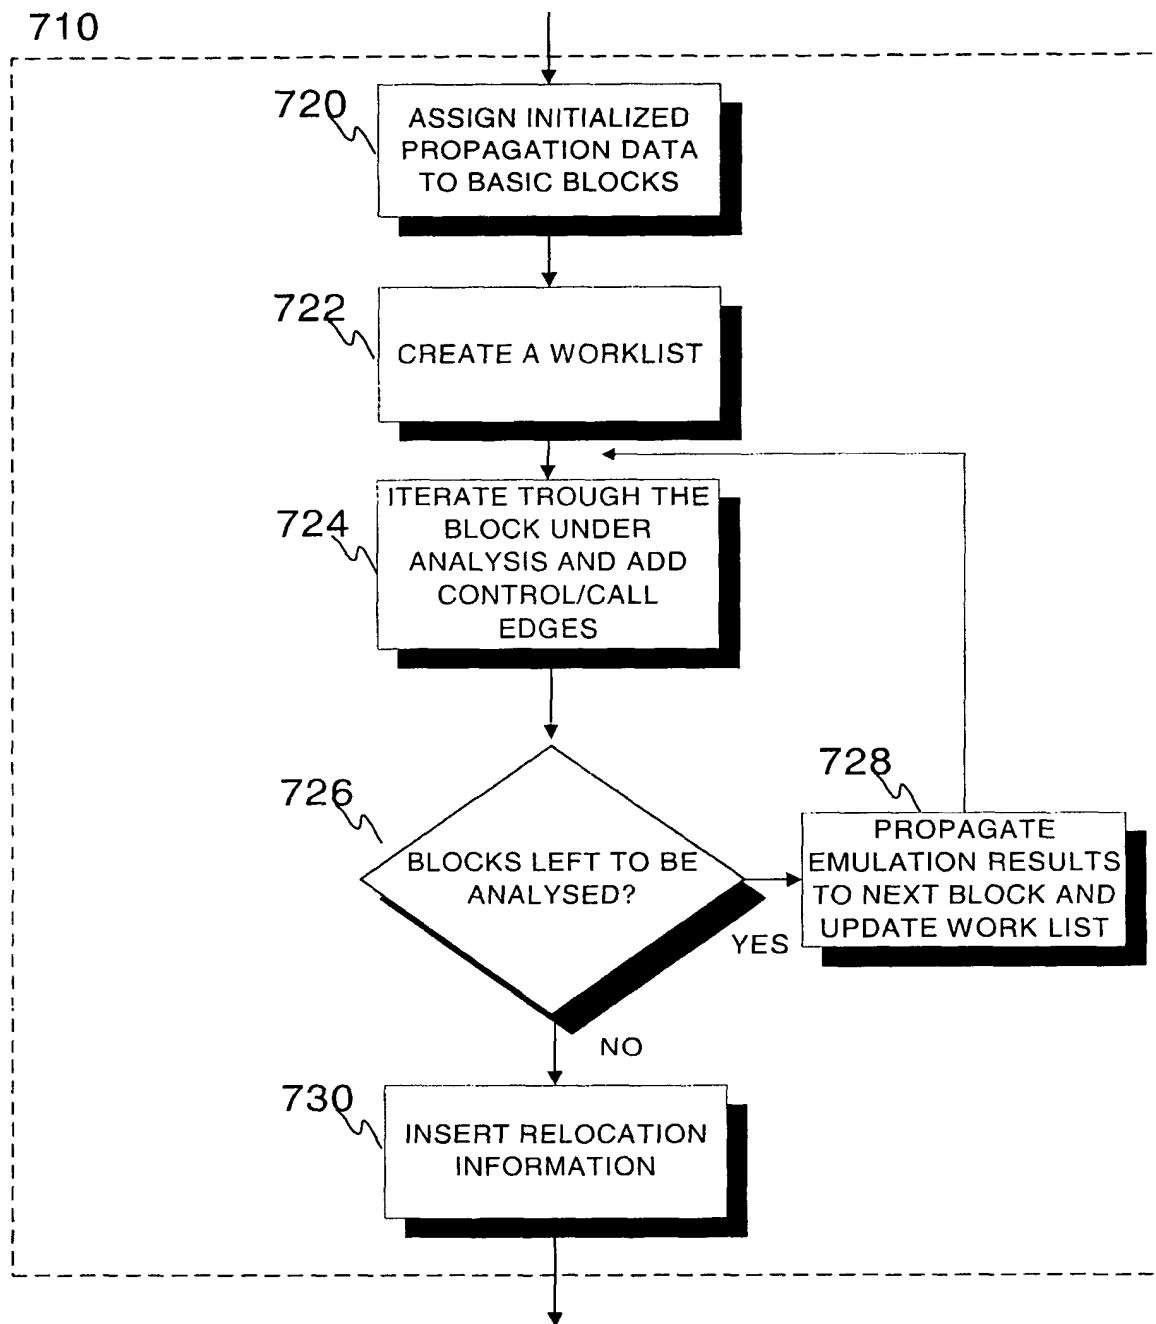 710
720
ASSIGN INITIALIZED
PROPAGATION DATA
TO BASIC BLOCKS
722
CREATE A WORKLIST
724
ITERATE TROUGH THE
BLOCK UNDER
ANALYSIS AND ADD
CONTROL/CALL
EDGES
726
BLOCKS LEFT TO BE
ANALYSED?
YES
728
PROPAGATE
EMULATION RESULTS
TO NEXT BLOCK AND
UPDATE WORK LIST
NO
730
INSERT RELOCATION
INFORMATION